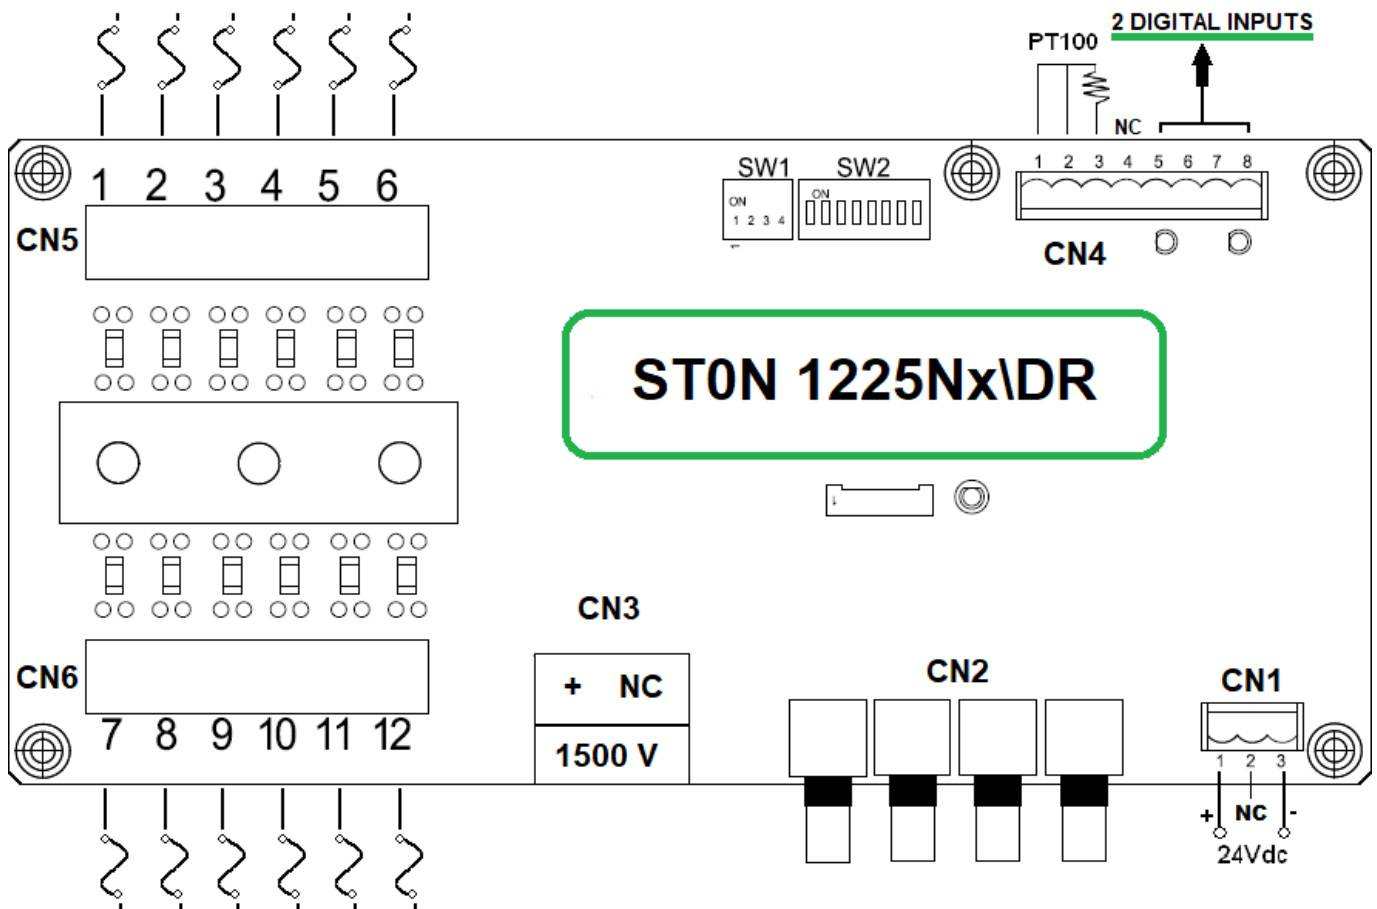 2 DIGITAL INPUTS
PT100
NC
1 2 3 4 5 6 7 8
CN4
1 2 3 4 5 6
CN5
SW1 SW2
ON
1 2 3 4
1
ON
ST0N 1225Nx\DR
CN3
+ NC
1500 V
CN6
7 8 9 10 11 12
CN2
CN1
1 2 3
+ NC -
24Vdc